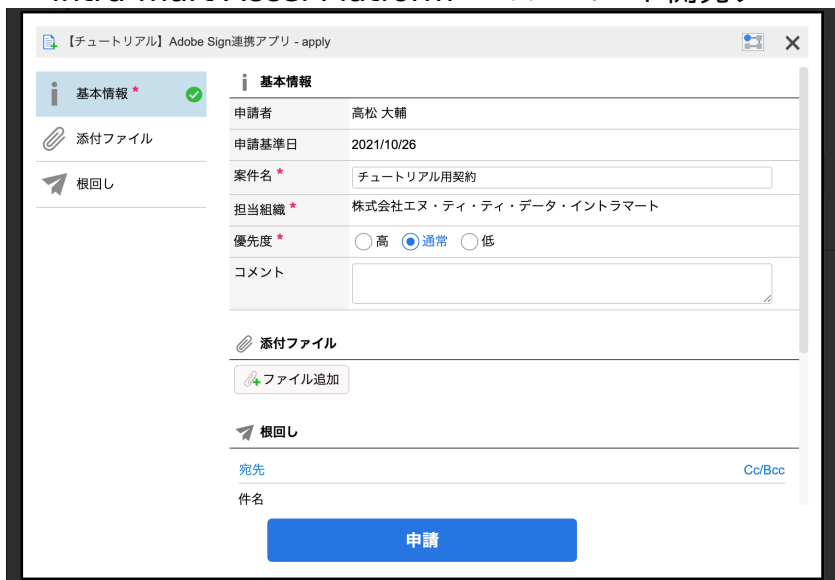 【チュートリアル】Adobe Sign連携アプリ - apply
基本情報 *
添付ファイル
根回し
基本情報
申請者 高松 大輔
申請基準日 2021/10/26
案件名 * チュートリアル用契約
担当組織 * 株式会社エヌ・ティ・ティ・データ・イントラマート
優先度 * 高 通常 低
コメント
添付ファイル
ファイル追加
根回し
宛先 Cc/Bcc
件名
申請